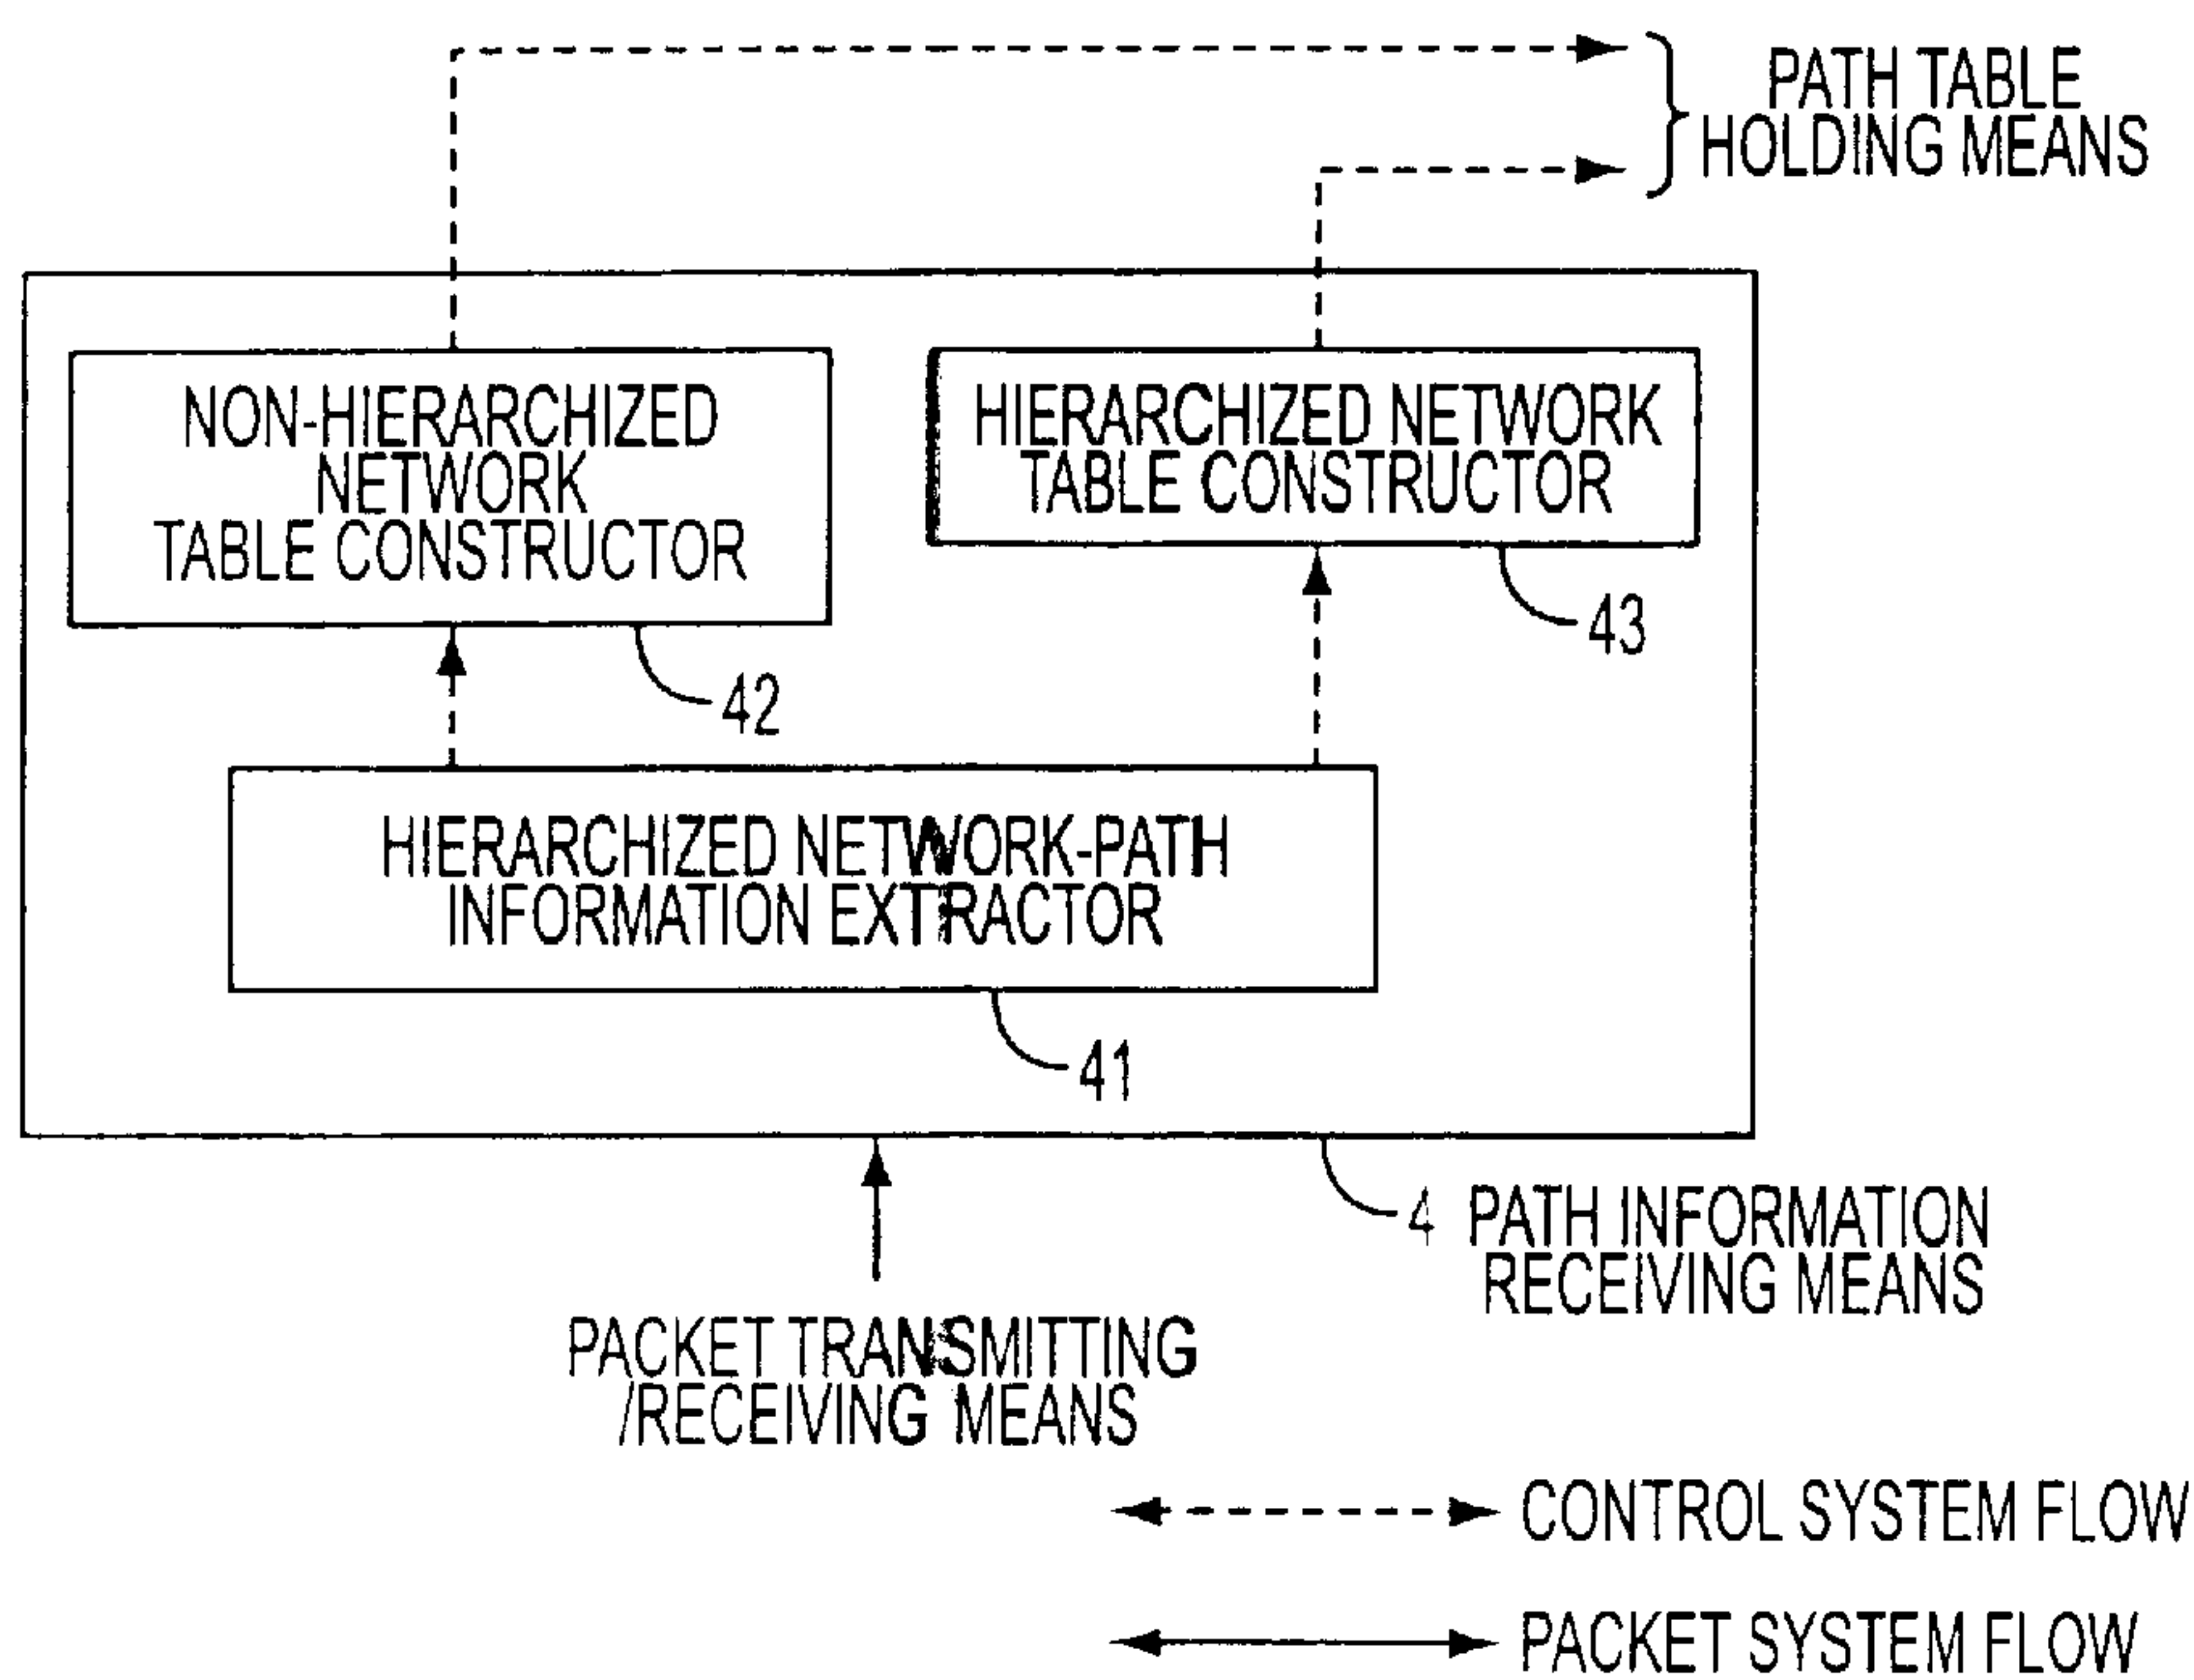 PATH TABLE
HOLDING MEANS
NON-HIERARCHIZED
NETWORK
TABLE CONSTRUCTOR
HIERARCHIZED NETWORK
TABLE CONSTRUCTOR
43
42
HIERARCHIZED NETWORK-PATH
INFORMATION EXTRACTOR
41
4 PATH INFORMATION
RECEIVING MEANS
PACKET TRANSMITTING
/RECEIVING MEANS
CONTROL SYSTEM FLOW
PACKET SYSTEM FLOW